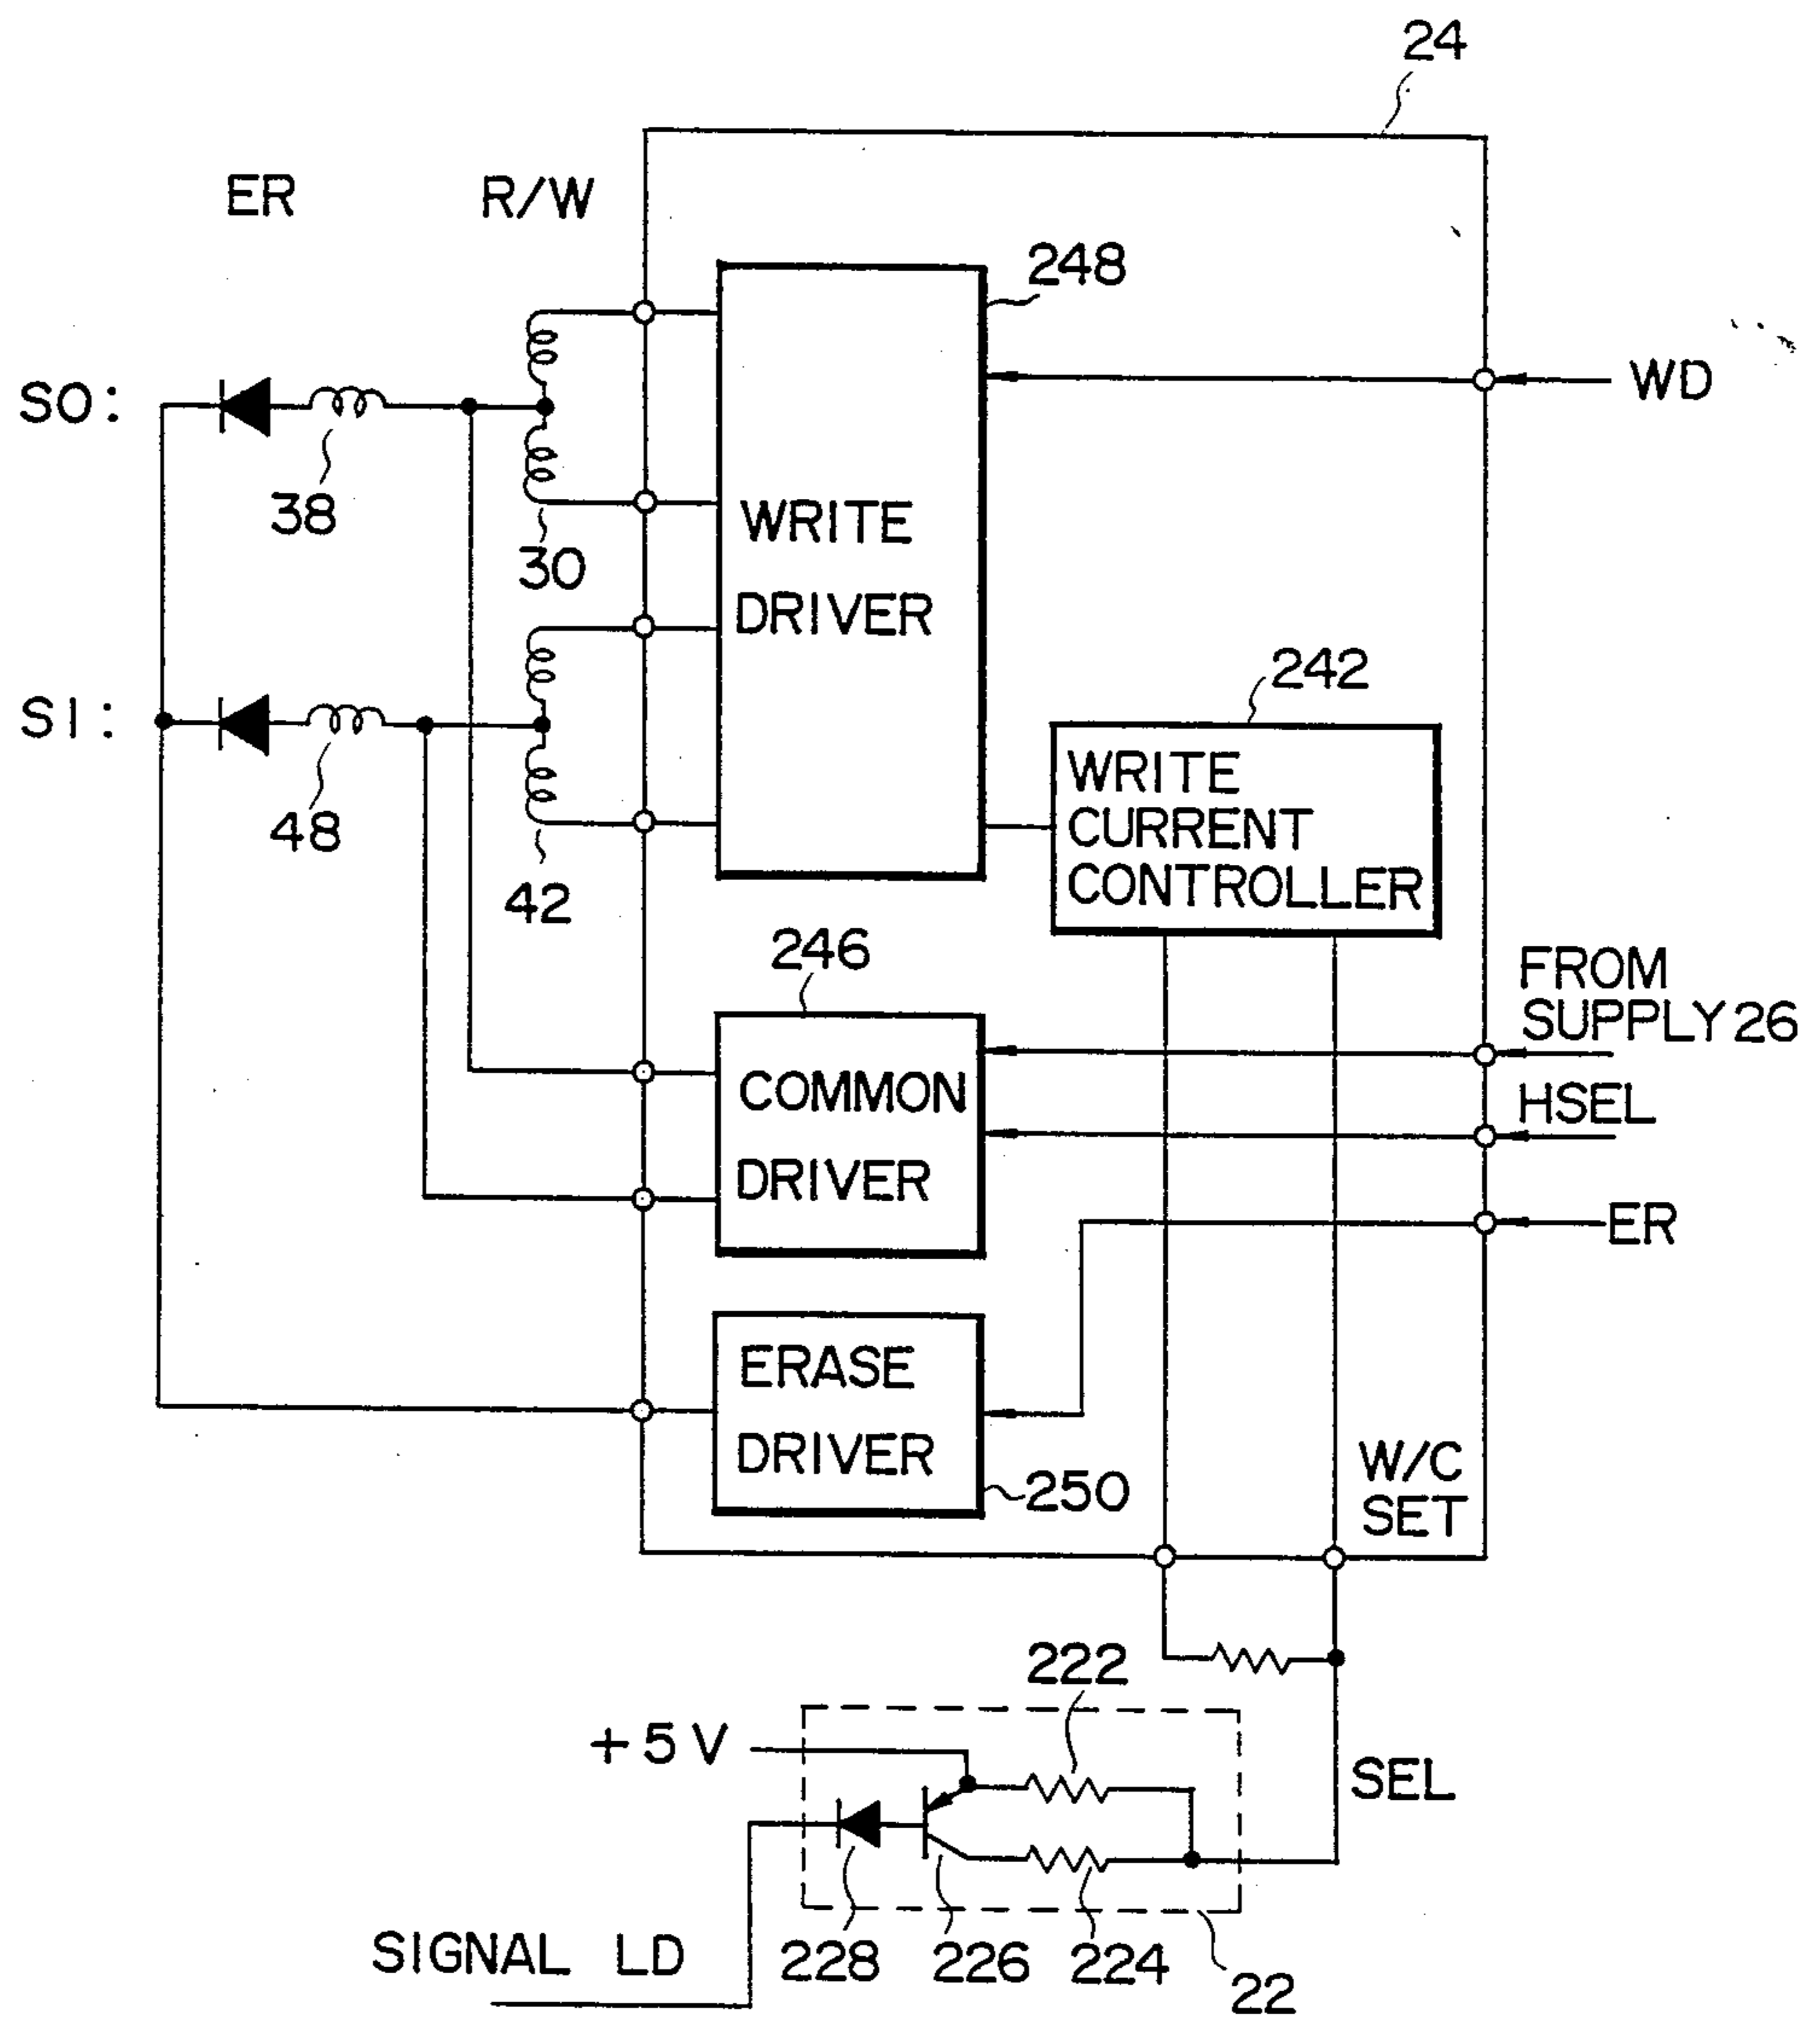 24
ER R/W
248
SO:
WD
38
30
WRITE
DRIVER
242
SI:
48
42
WRITE
CURRENT
CONTROLLER
246
FROM
SUPPLY 26
COMMON
DRIVER
HSEL
ER
ERASE
DRIVER
250
W/C
SET
222
+5V
SEL
SIGNAL LD
228 226 224 22